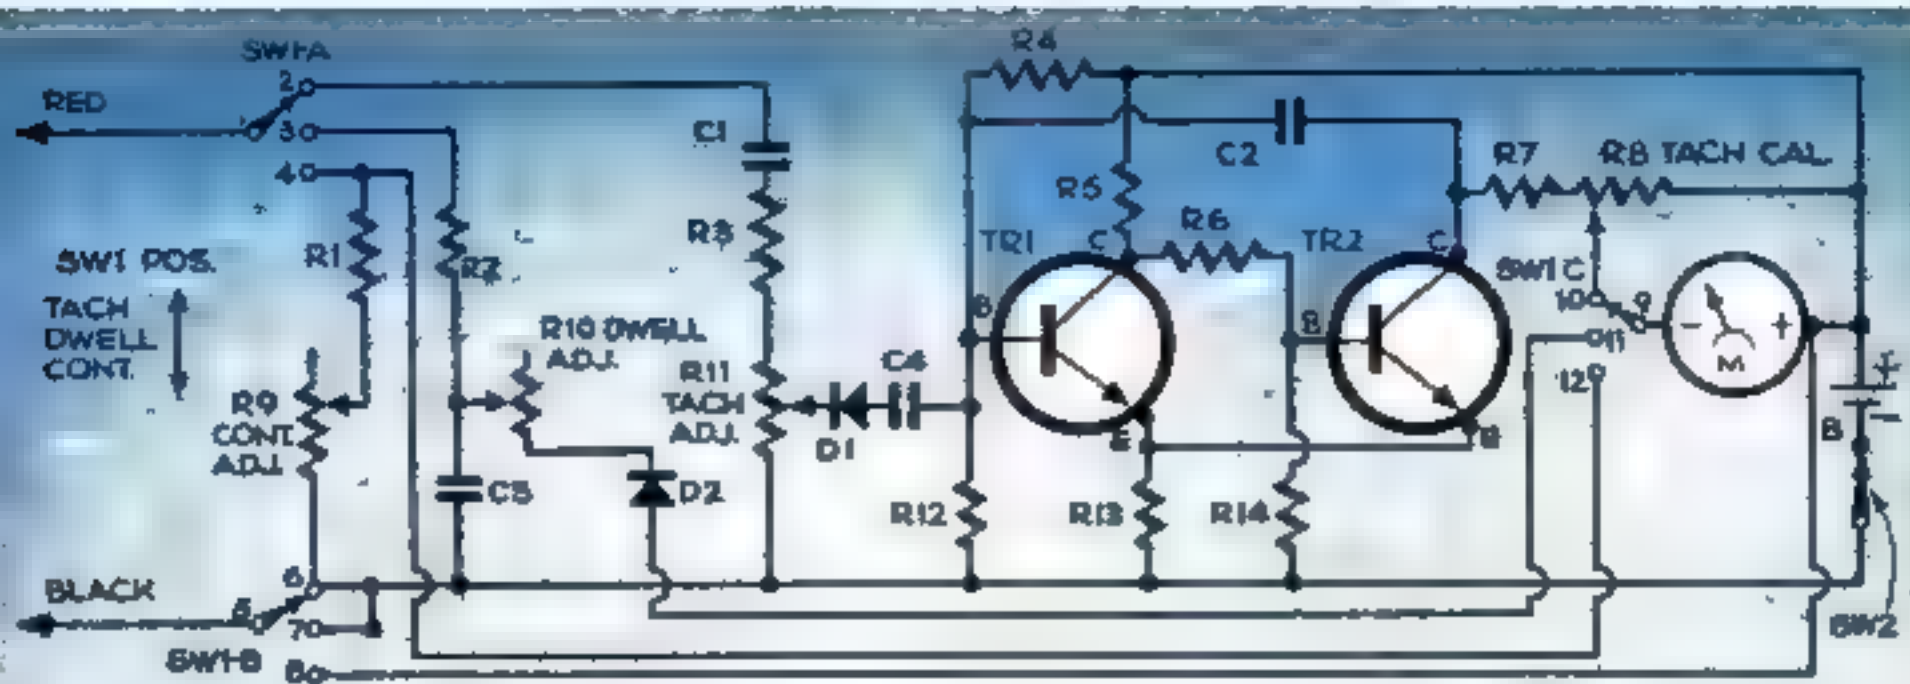 SW1-A
R4
RED
2
3
4
C1
C2
R7
R8 TACH CAL.
R5
R6
R3
R1
R2
TR1
C
TR2
C
SW1 POS.
TACH
DWELL
CONT.
SW1C
10
9
11
12
B
B
- M +
+
-
B
R10 DWELL
ADJ.
R9
CONT.
ADJ.
R11
TACH
ADJ.
C4
D1
D2
E
R12
R13
R14
BLACK
6
5
7
SW1-B
8
SW2